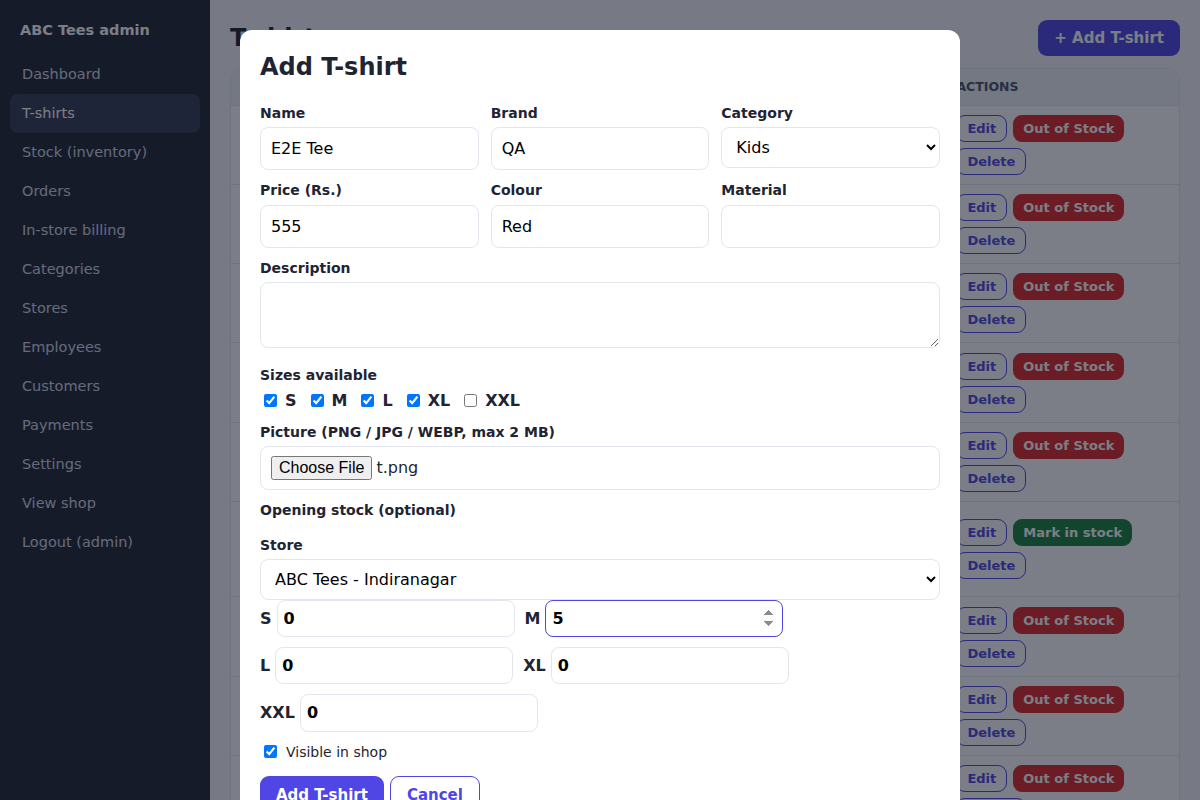 ABC Tees admin
Dashboard
T-shirts
Stock (inventory)
Orders
In-store billing
Categories
Stores
Employees
Customers
Payments
Settings
View shop
Logout (admin)
+ Add T-shirt
ACTIONS
Edit Out of Stock
Delete
Edit Out of Stock
Delete
Edit Out of Stock
Delete
Edit Out of Stock
Delete
Edit Out of Stock
Delete
Edit Mark in stock
Delete
Edit Out of Stock
Delete
Edit Out of Stock
Delete
Edit Out of Stock
Add T-shirt
Name Brand Category
E2E Tee QA Kids
Price (Rs.) Colour Material
555 Red
Description
Sizes available
S M L XL XXL
Picture (PNG / JPG / WEBP, max 2 MB)
Choose File t.png
Opening stock (optional)
Store
ABC Tees - Indiranagar
S 0 M 5
L 0 XL 0
XXL 0
Visible in shop
Add T-shirt Cancel